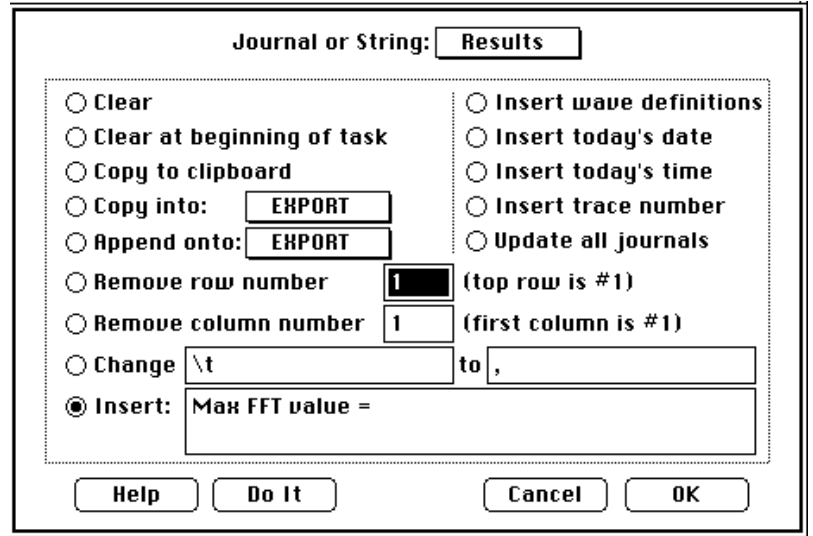 Journal or String: Results
Clear
Clear at beginning of task
Copy to clipboard
Copy into: EXPORT
Append onto: EXPORT
Insert wave definitions
Insert today's date
Insert today's time
Insert trace number
Update all journals
Remove row number 1 (top row is #1)
Remove column number 1 (first column is #1)
Change \t to ,
Insert: Max FFT value =
Help Do It Cancel OK